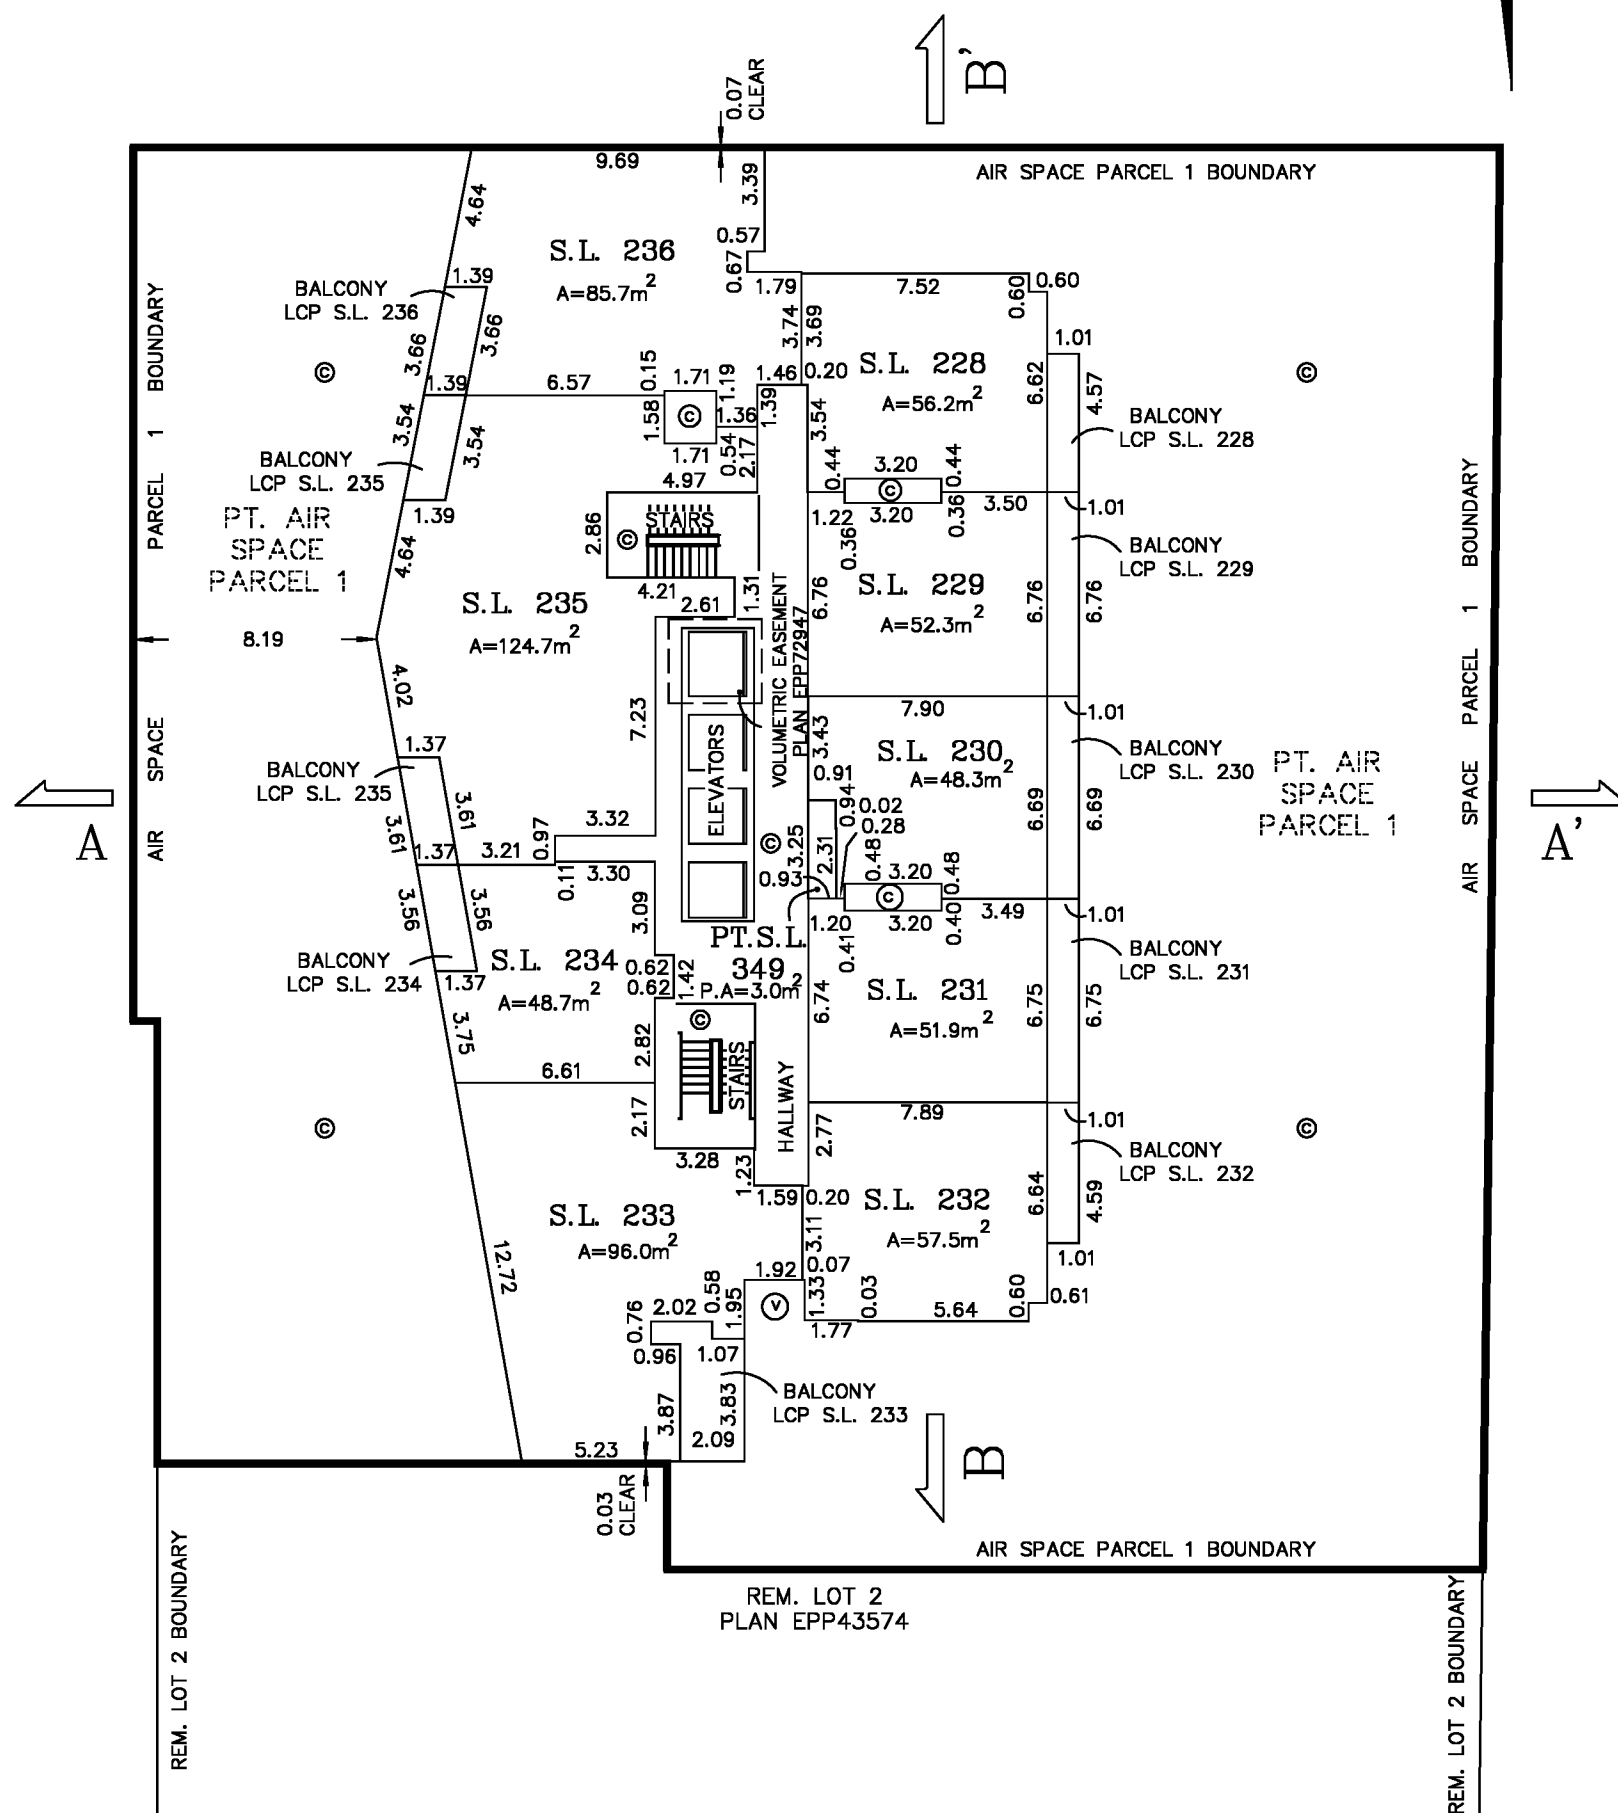 B'
0.07
CLEAR
9.69
AIR SPACE PARCEL 1 BOUNDARY
4.64
3.39
0.57
0.67
S.L. 236
A=85.7m2
1.39
BALCONY
LCP S.L. 236
3.66
3.66
1.79
7.52
0.60
0.60
3.74
3.69
1.01
S.L. 228
A=56.2m2
6.62
4.57
BALCONY
LCP S.L. 228
AIR SPACE PARCEL 1 BOUNDARY
©
©
1.39
6.57
0.15
1.71
1.19
1.46
0.20
1.39
1.58
©
1.36
3.54
1.71
0.54
2.17
3.54
3.54
BALCONY
LCP S.L. 235
1.39
4.97
0.44
3.20
0.44
©
3.50
1.01
1.22
3.20
0.36
0.36
PT. AIR
SPACE
PARCEL 1
4.64
2.86
©
STAIRS
4.21
2.61
1.31
BALCONY
LCP S.L. 229
S.L. 229
A=52.3m2
6.76
6.76
6.76
S.L. 235
A=124.7m2
8.19
VOLUMETRIC EASEMENT
PLAN EPP72947
4.02
7.23
ELEVATORS
7.90
1.01
3.43
S.L. 230
A=48.3m2
BALCONY
LCP S.L. 230
PT. AIR
SPACE
PARCEL 1
AIR SPACE PARCEL 1 BOUNDARY
1.37
BALCONY
LCP S.L. 235
3.61
3.61
0.91
0.94
0.02
0.28
6.69
6.69
A
A'
3.32
0.97
©
3.25
2.31
0.48
3.20
0.48
1.37
3.21
0.11
3.30
0.93
©
3.49
1.01
1.20
3.20
0.40
0.41
3.56
3.56
3.09
BALCONY
LCP S.L. 234
1.37
S.L. 234
A=48.7m2
0.62
0.62
1.42
PT.S.L.
349
P.A=3.0m2
BALCONY
LCP S.L. 231
S.L. 231
A=51.9m2
6.74
6.75
6.75
3.75
2.82
©
STAIRS
6.61
2.17
HALLWAY
7.89
1.01
2.77
©
©
BALCONY
LCP S.L. 232
3.28
1.23
1.59
0.20
S.L. 232
A=57.5m2
6.64
4.59
S.L. 233
A=96.0m2
3.11
1.01
12.72
1.92
0.07
0.58
1.95
V
1.33
0.03
5.64
0.60
0.61
0.76
2.02
1.77
0.96
1.07
BALCONY
LCP S.L. 233
3.87
3.83
2.09
5.23
0.03
CLEAR
B
AIR SPACE PARCEL 1 BOUNDARY
REM. LOT 2
PLAN EPP43574
REM. LOT 2 BOUNDARY
REM. LOT 2 BOUNDARY